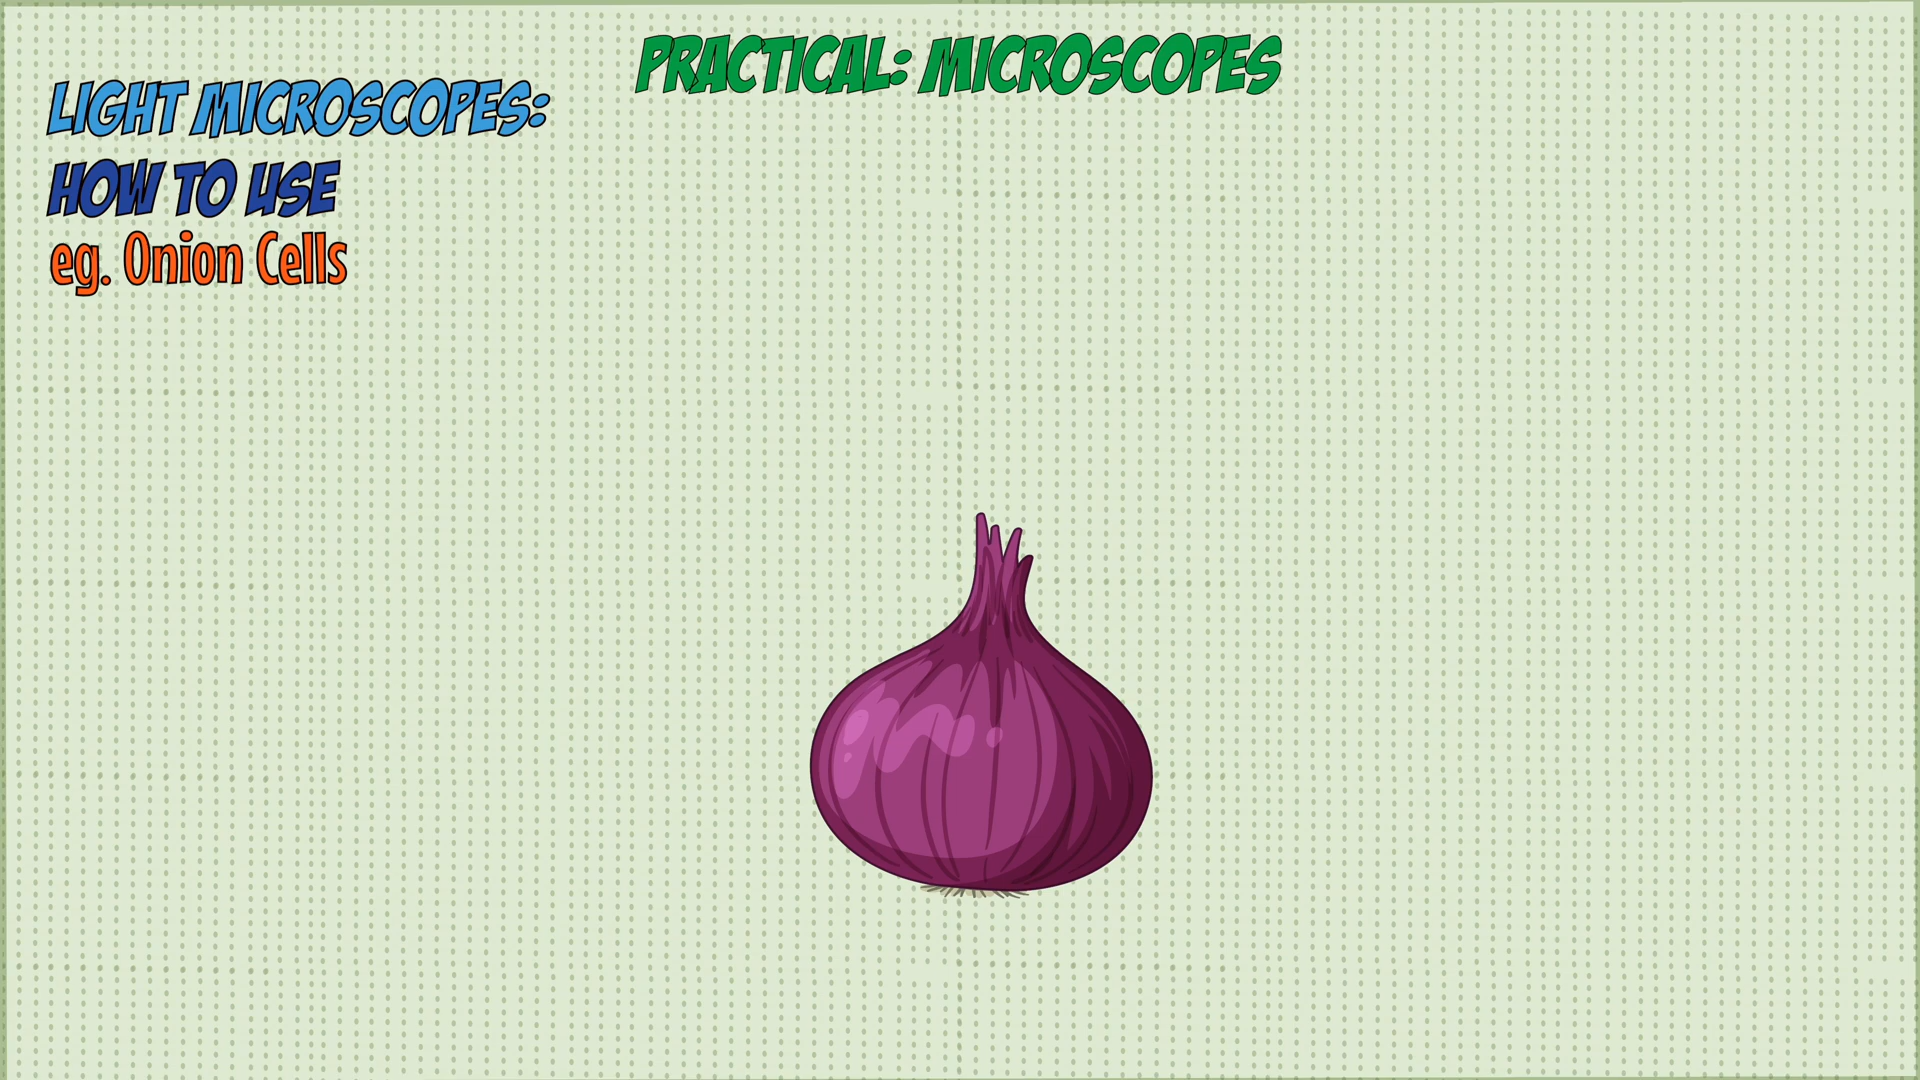 PRACTICAL: MICROSCOPES
LIGHT MICROSCOPES:
HOW TO USE
eg. Onion Cells